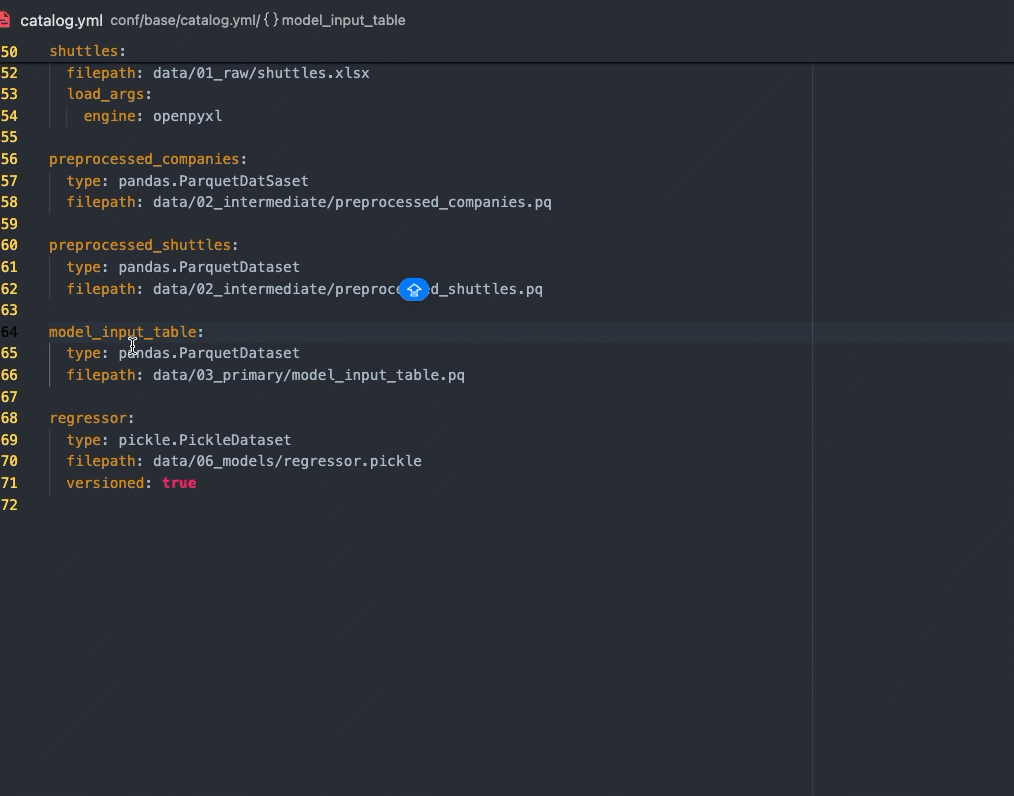 catalog.yml conf/base/catalog.yml/ {} model_input_table
50 shuttles:
52 filepath: data/01_raw/shuttles.xlsx
53 load_args:
54 engine: openpyxl
55
56 preprocessed_companies:
57 type: pandas.ParquetDatSaset
58 filepath: data/02_intermediate/preprocessed_companies.pq
59
60 preprocessed_shuttles:
61 type: pandas.ParquetDataset
62 filepath: data/02_intermediate/preproce d_shuttles.pq
63
64 model_input_table:
65 type: pandas.ParquetDataset
66 filepath: data/03_primary/model_input_table.pq
67
68 regressor:
69 type: pickle.PickleDataset
70 filepath: data/06_models/regressor.pickle
71 versioned: true
72